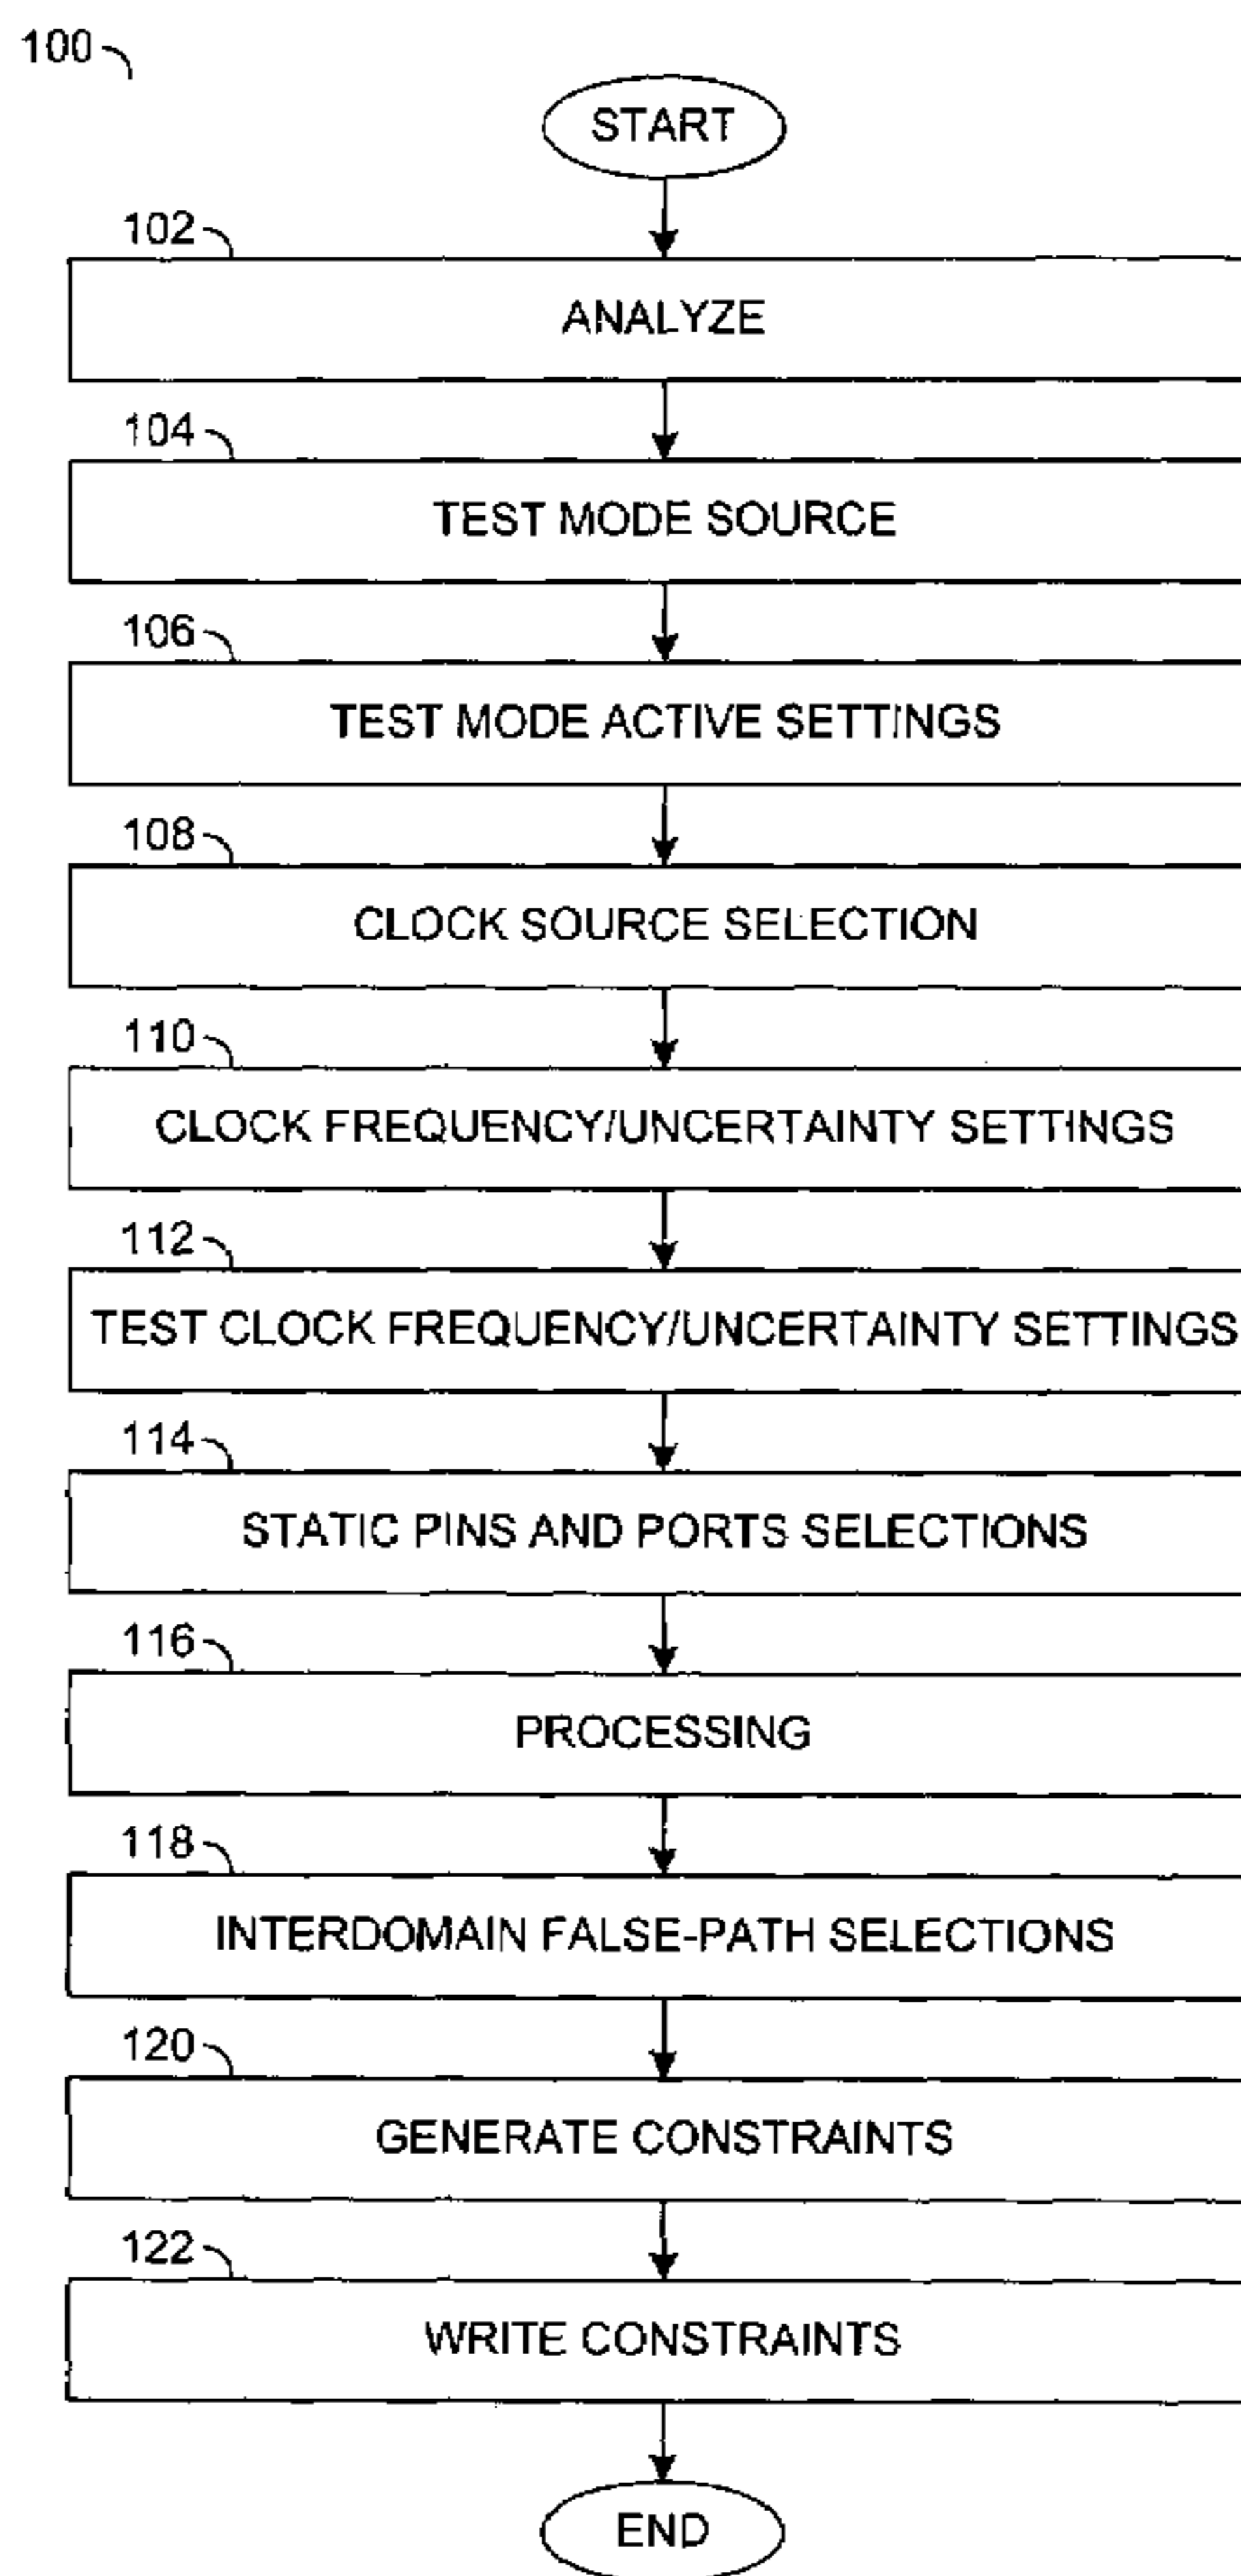 100
START
102
ANALYZE
104
TEST MODE SOURCE
106
TEST MODE ACTIVE SETTINGS
108
CLOCK SOURCE SELECTION
110
CLOCK FREQUENCY/UNCERTAINTY SETTINGS
112
TEST CLOCK FREQUENCY/UNCERTAINTY SETTINGS
114
STATIC PINS AND PORTS SELECTIONS
116
PROCESSING
118
INTERDOMAIN FALSE-PATH SELECTIONS
120
GENERATE CONSTRAINTS
122
WRITE CONSTRAINTS
END